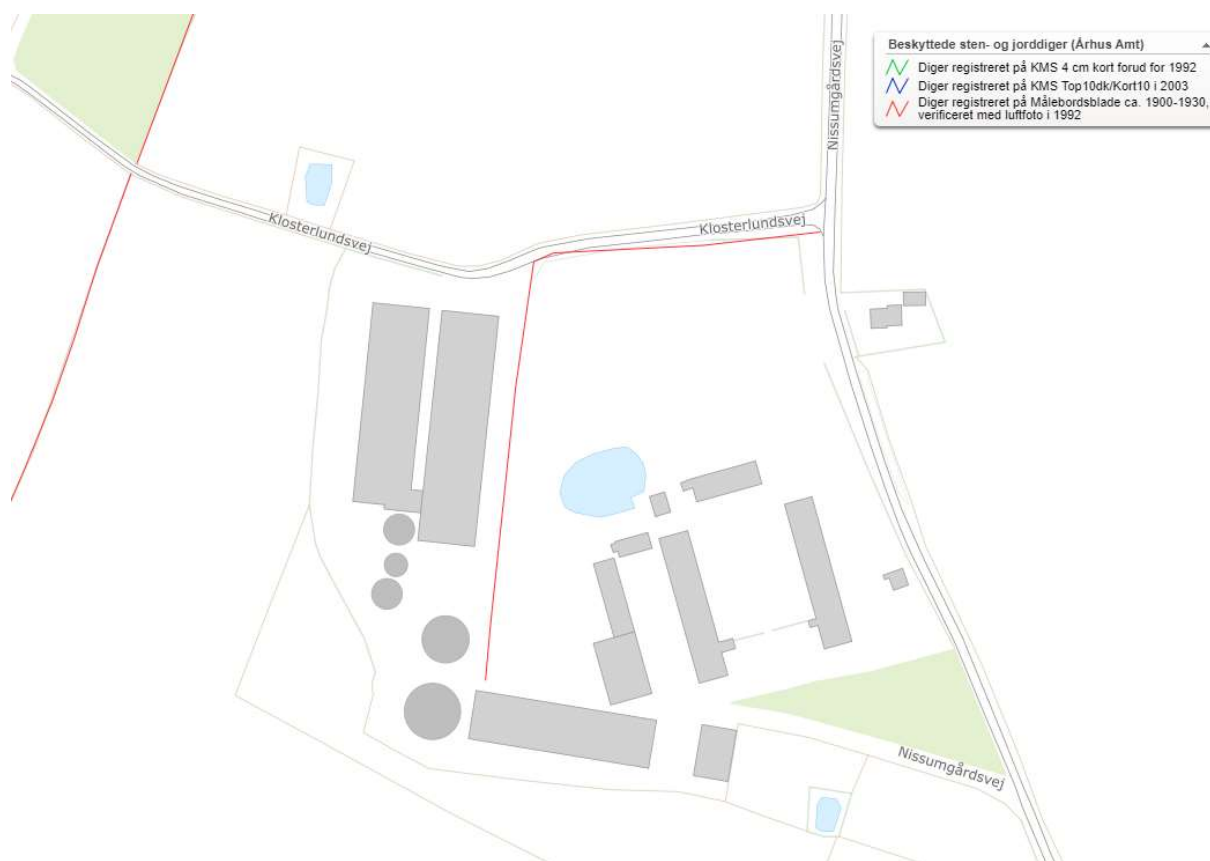 Beskyttede sten- og jorddiger (Århus Amt)
Diger registreret på KMS 4 cm kort forud for 1992
Diger registreret på KMS Top10dk/Kort10 i 2003
Diger registreret på Målebordsblade ca. 1900-1930,
verificeret med luftfoto i 1992
Nissumgårdsvej
Klosterlundsvej
Klosterlundsvej
Nissumgårdsvej